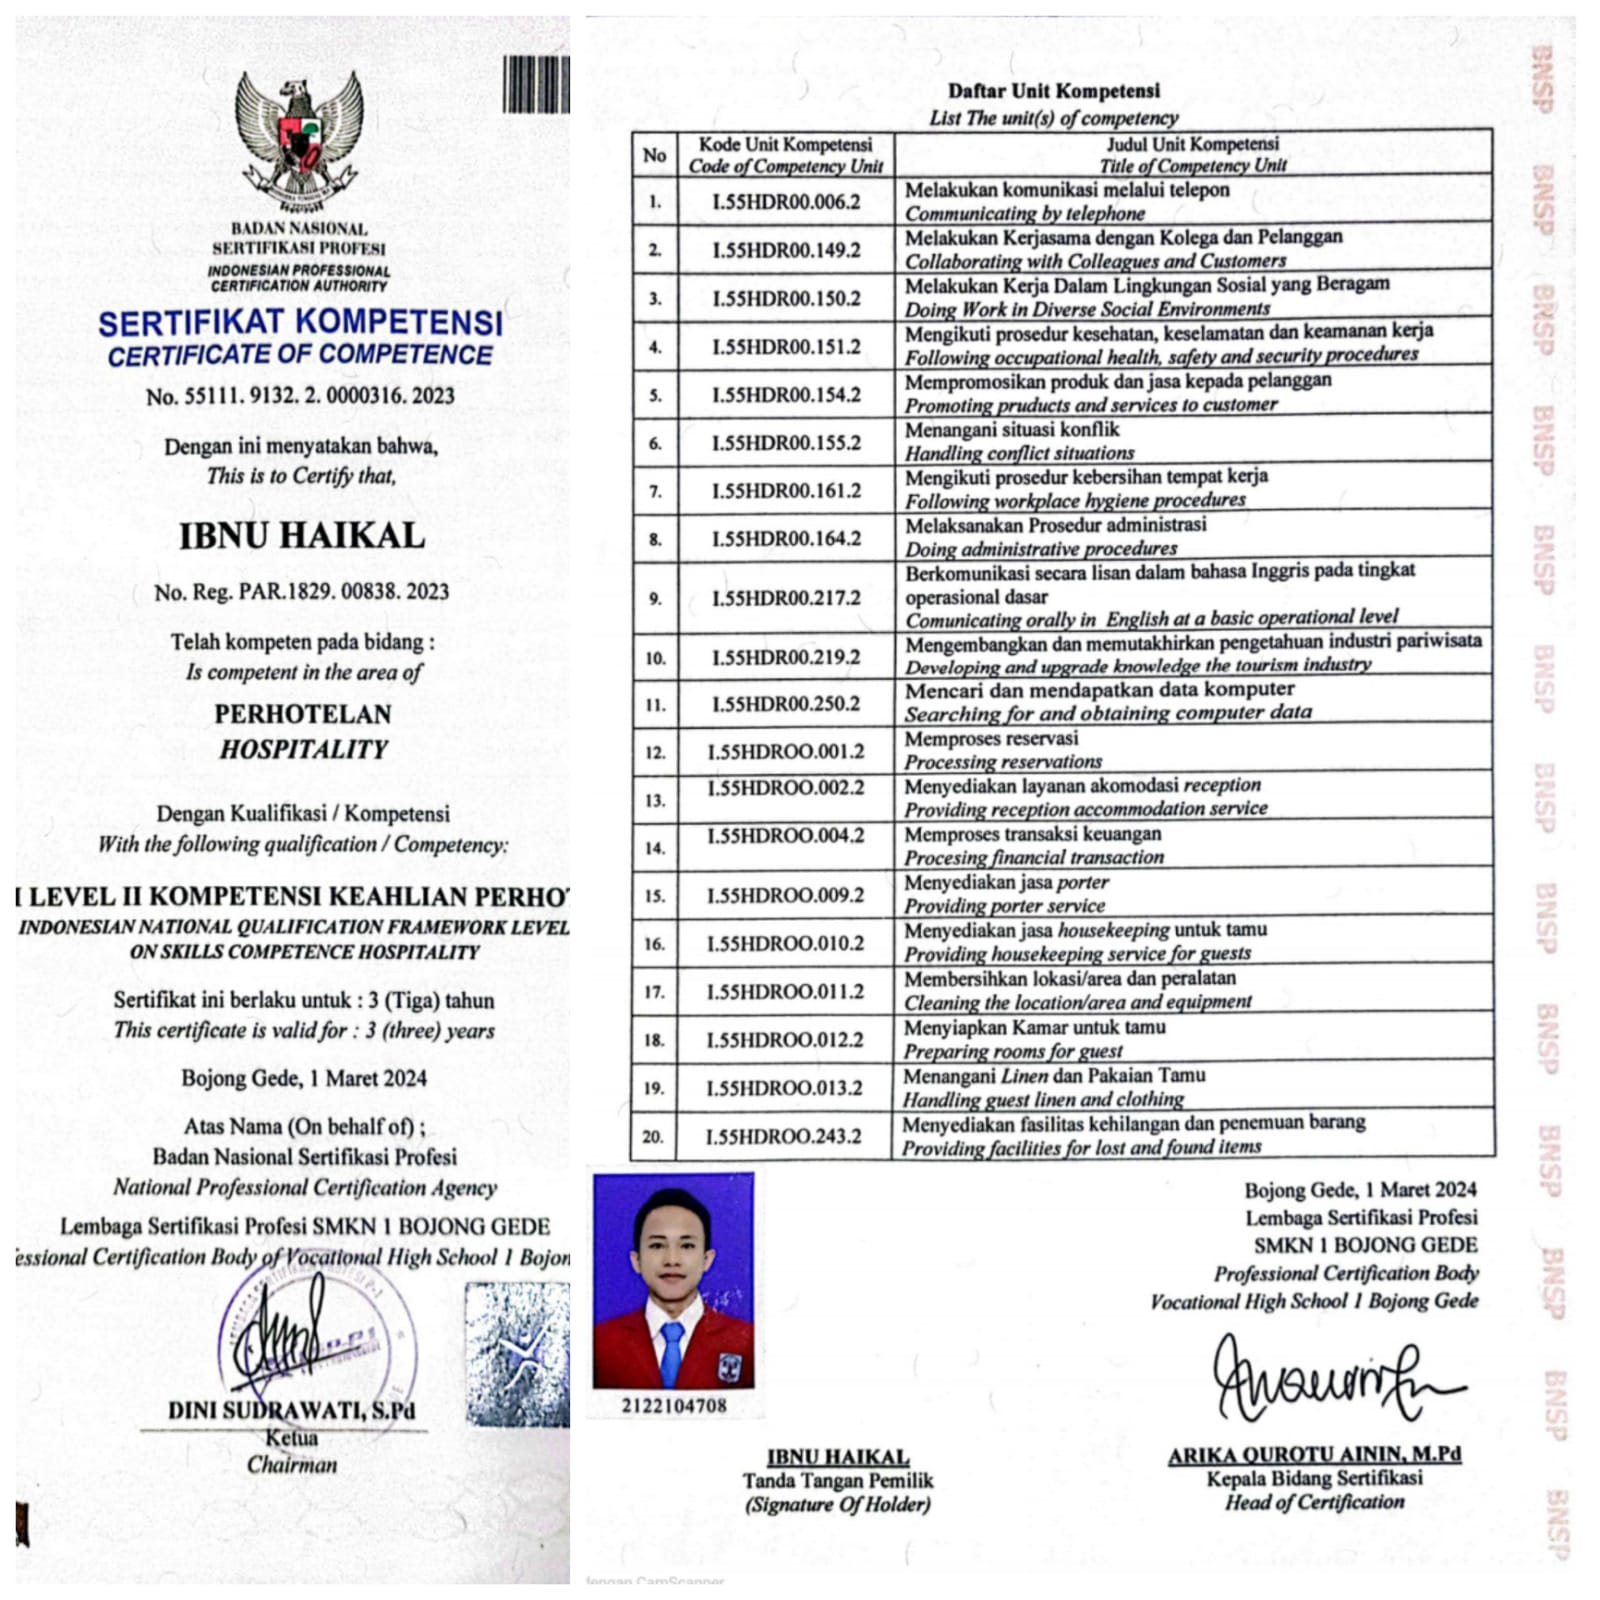 BADAN NASIONAL
SERTIFIKASI PROFESI
INDONESIAN PROFESSIONAL
CERTIFICATION AUTHORITY
SERTIFIKAT KOMPETENSI
CERTIFICATE OF COMPETENCE
No. 55111. 9132. 2. 0000316. 2023
Dengan ini menyatakan bahwa,
This is to Certify that,
IBNU HAIKAL
No. Reg. PAR.1829. 00838. 2023
Telah kompeten pada bidang :
Is competent in the area of
PERHOTELAN
HOSPITALITY
Dengan Kualifikasi / Kompetensi
With the following qualification / Competency:
I LEVEL II KOMPETENSI KEAHLIAN PERHOT
INDONESIAN NATIONAL QUALIFICATION FRAMEWORK LEVEL
ON SKILLS COMPETENCE HOSPITALITY
Sertifikat ini berlaku untuk : 3 (Tiga) tahun
This certificate is valid for : 3 (three) years
Bojong Gede, 1 Maret 2024
Atas Nama (On behalf of) ;
Badan Nasional Sertifikasi Profesi
National Professional Certification Agency
Lembaga Sertifikasi Profesi SMKN 1 BOJONG GEDE
essional Certification Body of Vocational High School 1 Bojon
DINI SUDRAWATI, S.Pd
Ketua
Chairman
Daftar Unit Kompetensi
List The unit(s) of competency
No Kode Unit Kompetensi Judul Unit Kompetensi
Code of Competency Unit Title of Competency Unit
1. I.55HDR00.006.2 Melakukan komunikasi melalui telepon
Communicating by telephone
2. I.55HDR00.149.2 Melakukan Kerjasama dengan Kolega dan Pelanggan
Collaborating with Colleagues and Customers
3. I.55HDR00.150.2 Melakukan Kerja Dalam Lingkungan Sosial yang Beragam
Doing Work in Diverse Social Environments
4. I.55HDR00.151.2 Mengikuti prosedur kesehatan, keselamatan dan keamanan kerja
Following occupational health, safety and security procedures
5. I.55HDR00.154.2 Mempromosikan produk dan jasa kepada pelanggan
Promoting pruducts and services to customer
6. I.55HDR00.155.2 Menangani situasi konflik
Handling conflict situations
7. I.55HDR00.161.2 Mengikuti prosedur kebersihan tempat kerja
Following workplace hygiene procedures
8. I.55HDR00.164.2 Melaksanakan Prosedur administrasi
Doing administrative procedures
9. I.55HDR00.217.2 Berkomunikasi secara lisan dalam bahasa Inggris pada tingkat
operasional dasar
Comunicating orally in English at a basic operational level
10. I.55HDR00.219.2 Mengembangkan dan memutakhirkan pengetahuan industri pariwisata
Developing and upgrade knowledge the tourism industry
11. I.55HDR00.250.2 Mencari dan mendapatkan data komputer
Searching for and obtaining computer data
12. I.55HDROO.001.2 Memproses reservasi
Processing reservations
13. I.55HDROO.002.2 Menyediakan layanan akomodasi reception
Providing reception accommodation service
14. I.55HDROO.004.2 Memproses transaksi keuangan
Procesing financial transaction
15. I.55HDROO.009.2 Menyediakan jasa porter
Providing porter service
16. I.55HDROO.010.2 Menyediakan jasa housekeeping untuk tamu
Providing housekeeping service for guests
17. I.55HDROO.011.2 Membersihkan lokasi/area dan peralatan
Cleaning the location/area and equipment
18. I.55HDROO.012.2 Menyiapkan Kamar untuk tamu
Preparing rooms for guest
19. I.55HDROO.013.2 Menangani Linen dan Pakaian Tamu
Handling guest linen and clothing
20. I.55HDROO.243.2 Menyediakan fasilitas kehilangan dan penemuan barang
Providing facilities for lost and found items
Bojong Gede, 1 Maret 2024
Lembaga Sertifikasi Profesi
SMKN 1 BOJONG GEDE
Professional Certification Body
Vocational High School 1 Bojong Gede
2122104708
IBNU HAIKAL
Tanda Tangan Pemilik
(Signature Of Holder)
ARIKA QUROTU AININ, M.Pd
Kepala Bidang Sertifikasi
Head of Certification
BNSP
BNSP
BNSP
BNSP
BNSP
BNSP
BNSP
BNSP
BNSP
BNSP
BNSP
BNSP
BNSP
dengan CamScanner